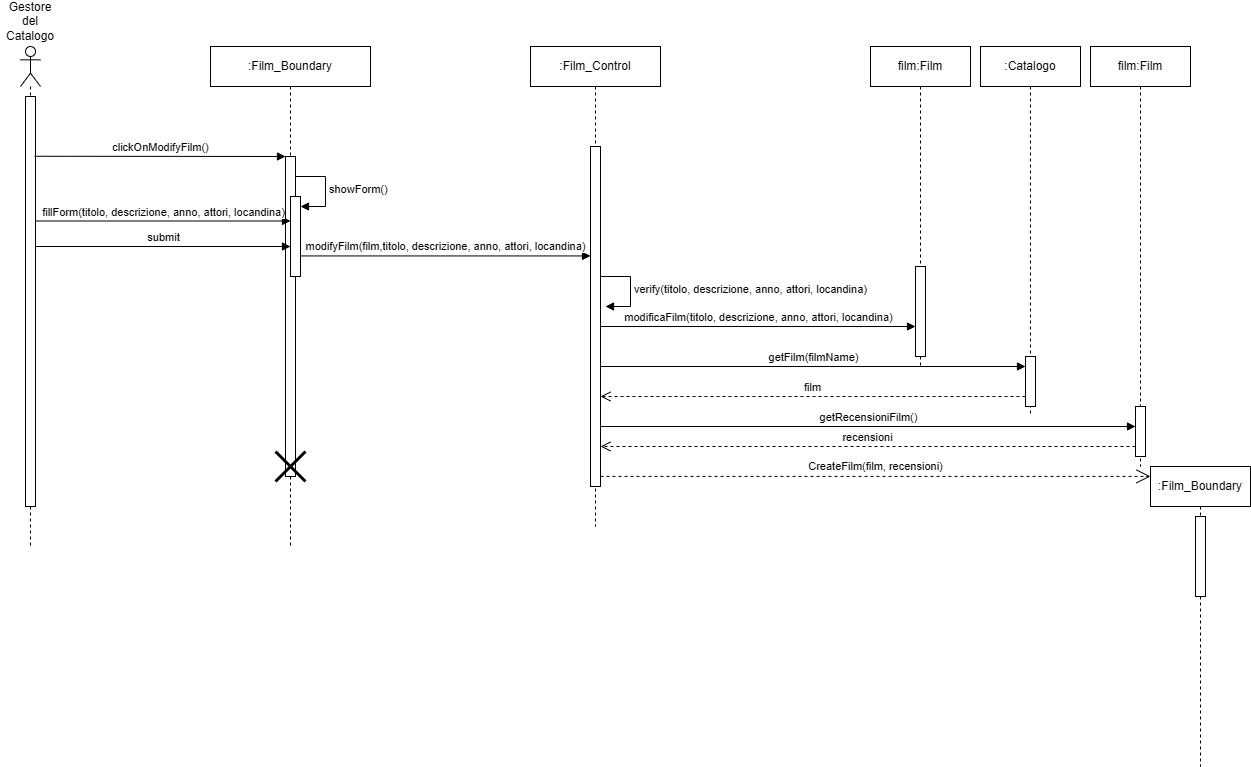 Gestore
del
Catalogo
:Film_Boundary
:Film_Control
film:Film
:Catalogo
film:Film
clickOnModifyFilm()
showForm()
fillForm(titolo, descrizione, anno, attori, locandina)
submit
modifyFilm(film,titolo, descrizione, anno, attori, locandina)
verify(titolo, descrizione, anno, attori, locandina)
modificaFilm(titolo, descrizione, anno, attori, locandina)
getFilm(filmName)
film
getRecensioniFilm()
recensioni
CreateFilm(film, recensioni)
:Film_Boundary